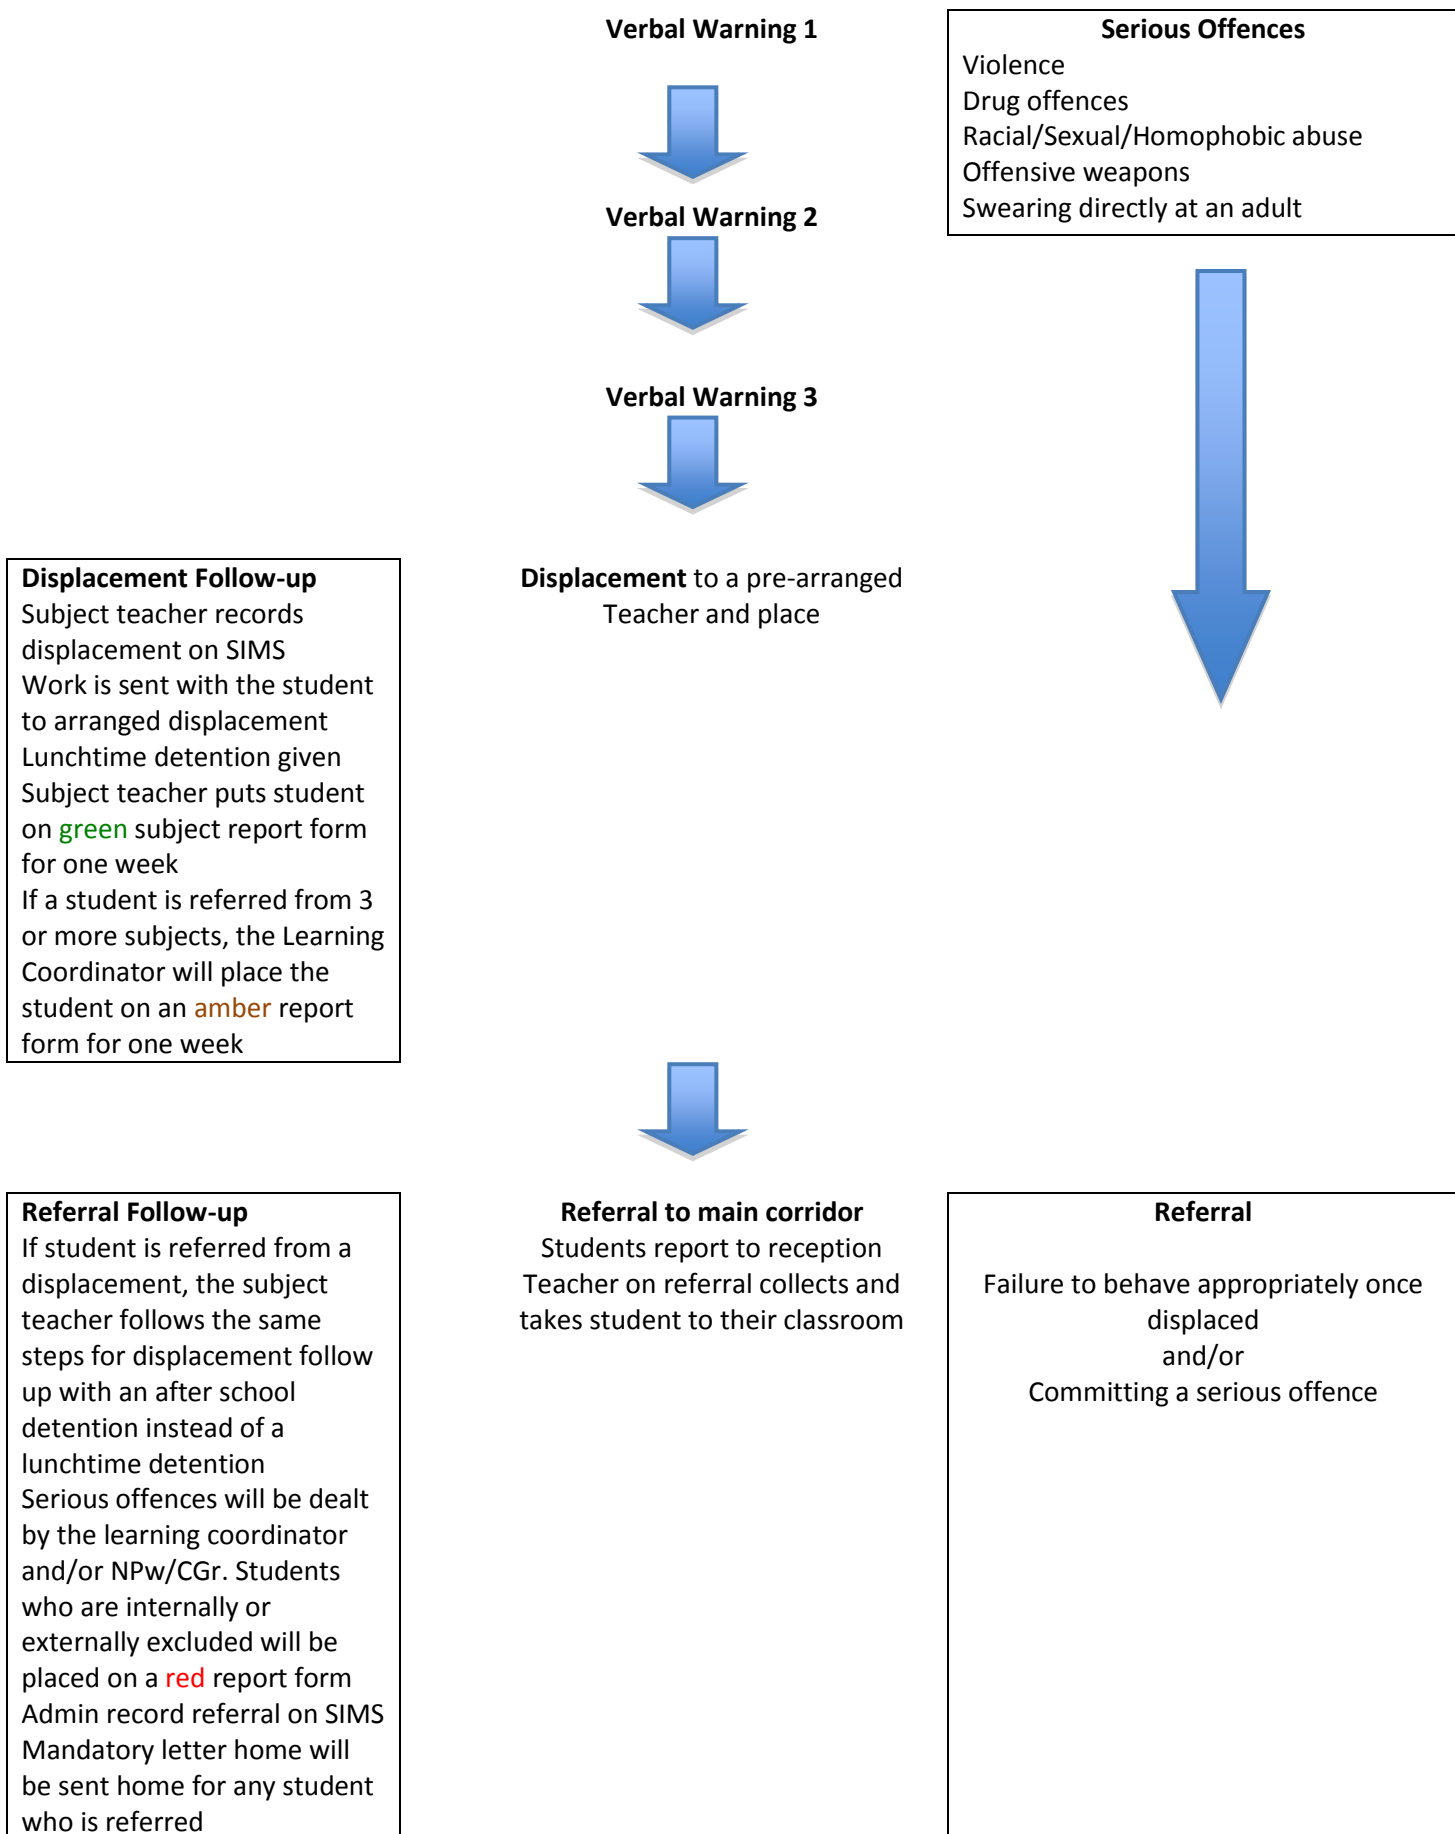 Verbal Warning 1
Serious Offences
Violence
Drug offences
Racial/Sexual/Homophobic abuse
Offensive weapons
Swearing directly at an adult
Verbal Warning 2
Verbal Warning 3
Displacement Follow-up
Subject teacher records
displacement on SIMS
Work is sent with the student
to arranged displacement
Lunchtime detention given
Subject teacher puts student
on green subject report form
for one week
If a student is referred from 3
or more subjects, the Learning
Coordinator will place the
student on an amber report
form for one week
Displacement to a pre-arranged
Teacher and place
Referral Follow-up
If student is referred from a
displacement, the subject
teacher follows the same
steps for displacement follow
up with an after school
detention instead of a
lunchtime detention
Serious offences will be dealt
by the learning coordinator
and/or NPw/CGr. Students
who are internally or
externally excluded will be
placed on a red report form
Admin record referral on SIMS
Mandatory letter home will
be sent home for any student
who is referred
Referral to main corridor
Students report to reception
Teacher on referral collects and
takes student to their classroom
Referral
Failure to behave appropriately once
displaced
and/or
Committing a serious offence